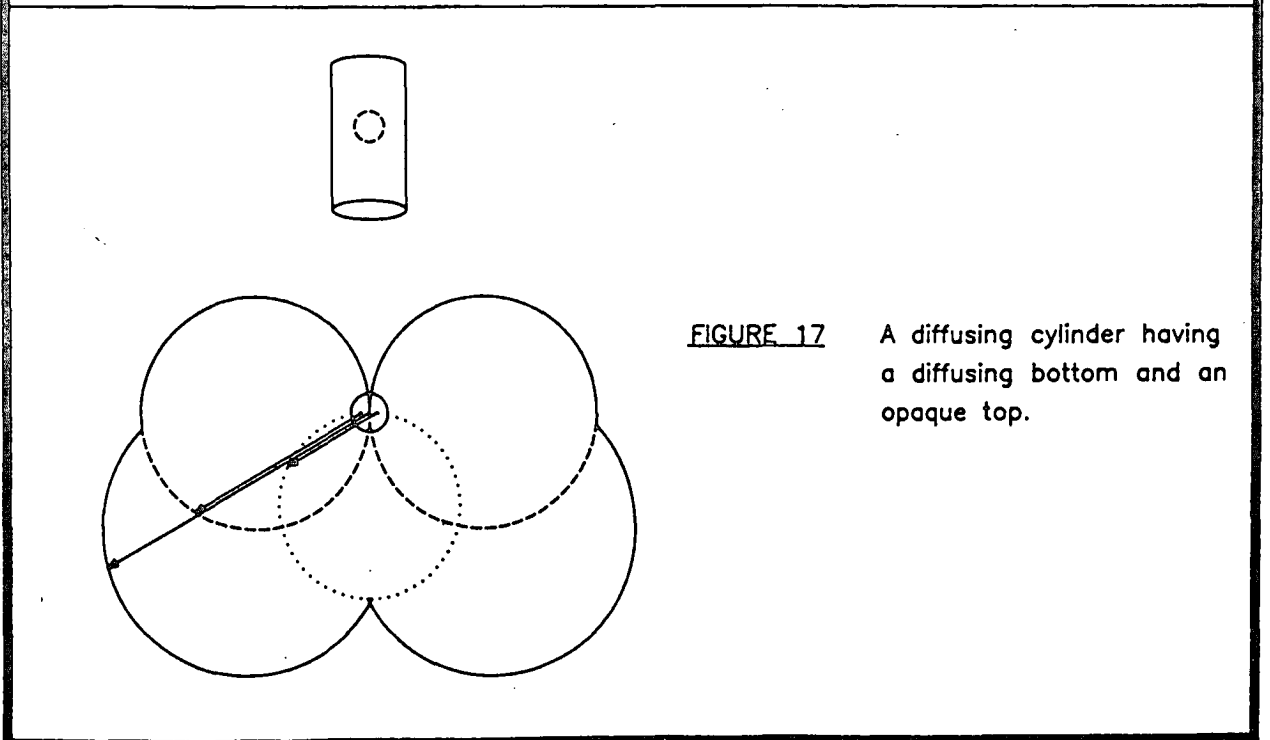 FIGURE 17 A diffusing cylinder having
a diffusing bottom and an
opaque top.